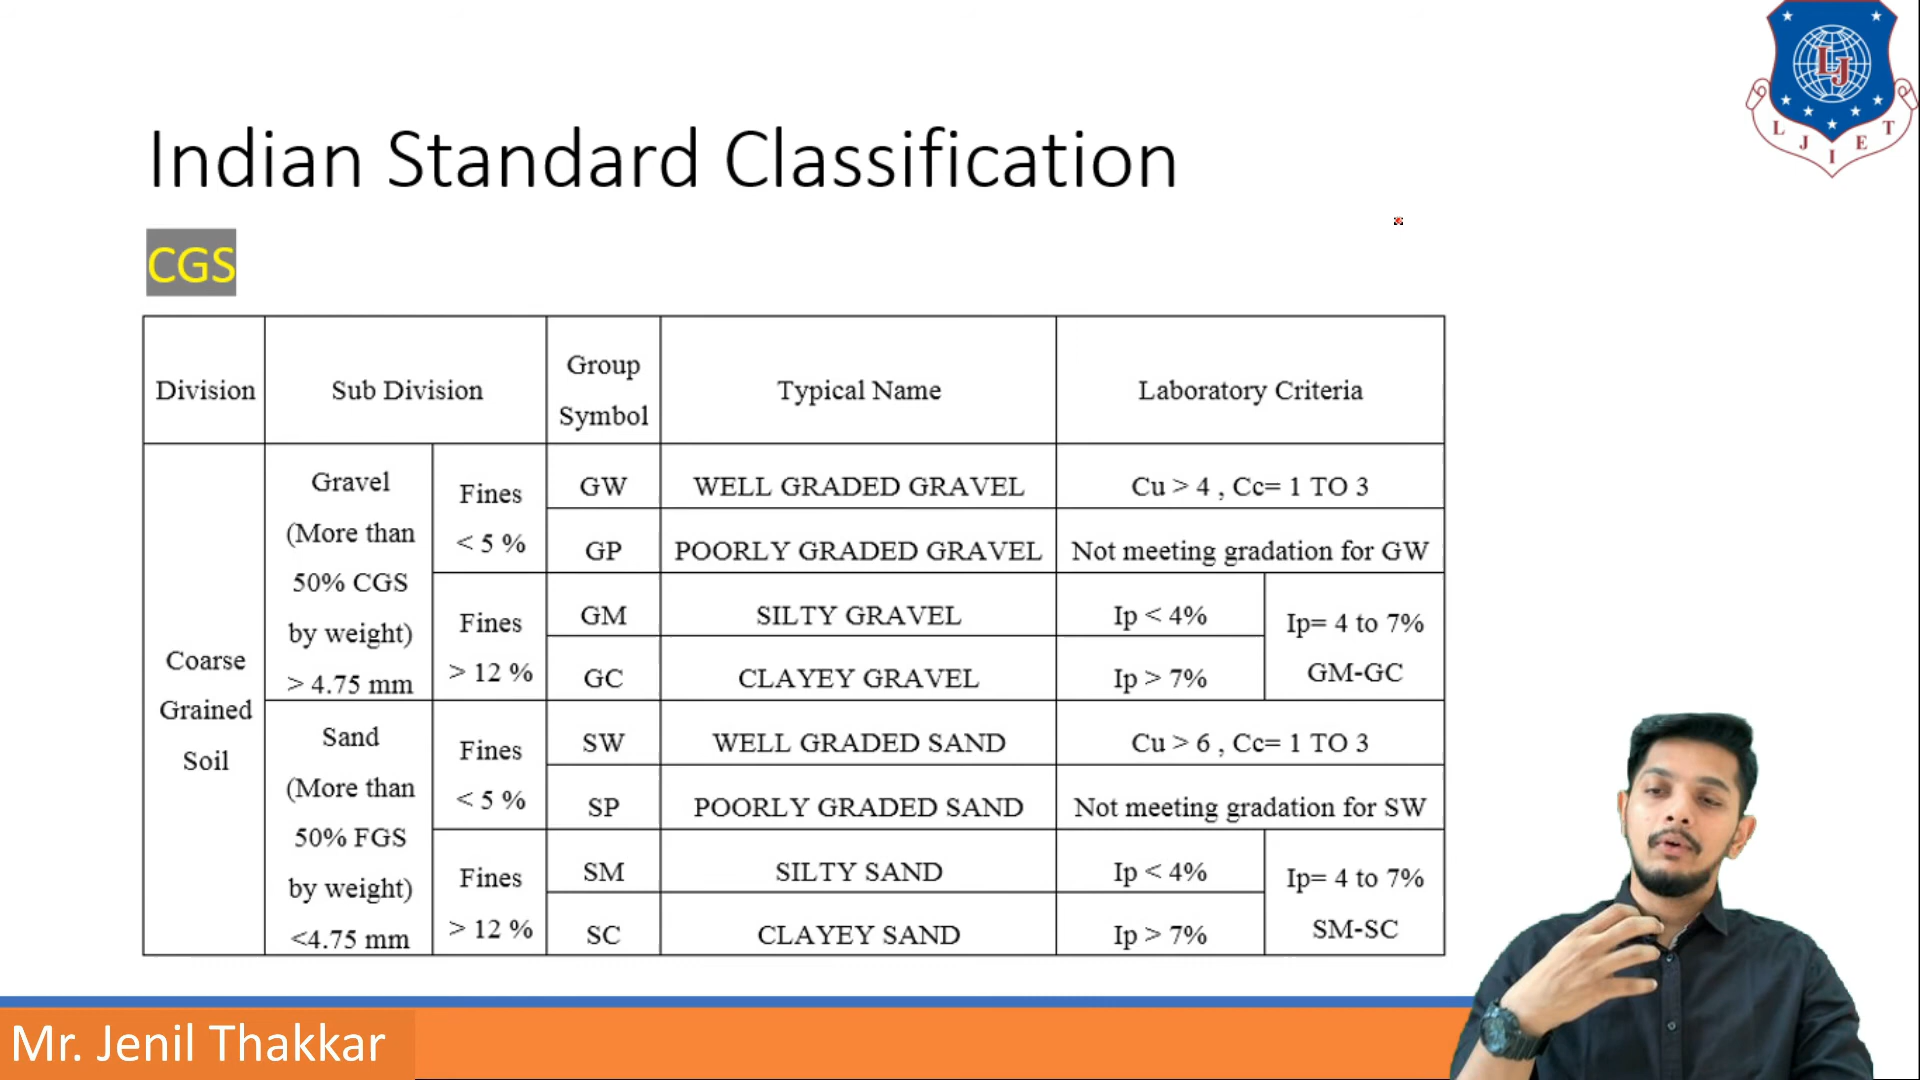 L J I E T
LJ
Indian Standard Classification
CGS
Division
Sub Division
Group
Symbol
Typical Name
Laboratory Criteria
Coarse
Grained
Soil
Gravel
(More than
50% CGS
by weight)
> 4.75 mm
Fines
< 5 %
GW
WELL GRADED GRAVEL
Cu > 4 , Cc= 1 TO 3
GP
POORLY GRADED GRAVEL
Not meeting gradation for GW
Fines
> 12 %
GM
SILTY GRAVEL
Ip < 4%
GC
CLAYEY GRAVEL
Ip > 7%
Ip= 4 to 7%
GM-GC
Sand
(More than
50% FGS
by weight)
<4.75 mm
Fines
< 5 %
SW
WELL GRADED SAND
Cu > 6 , Cc= 1 TO 3
SP
POORLY GRADED SAND
Not meeting gradation for SW
Fines
> 12 %
SM
SILTY SAND
Ip < 4%
SC
CLAYEY SAND
Ip > 7%
Ip= 4 to 7%
SM-SC
Mr. Jenil Thakkar